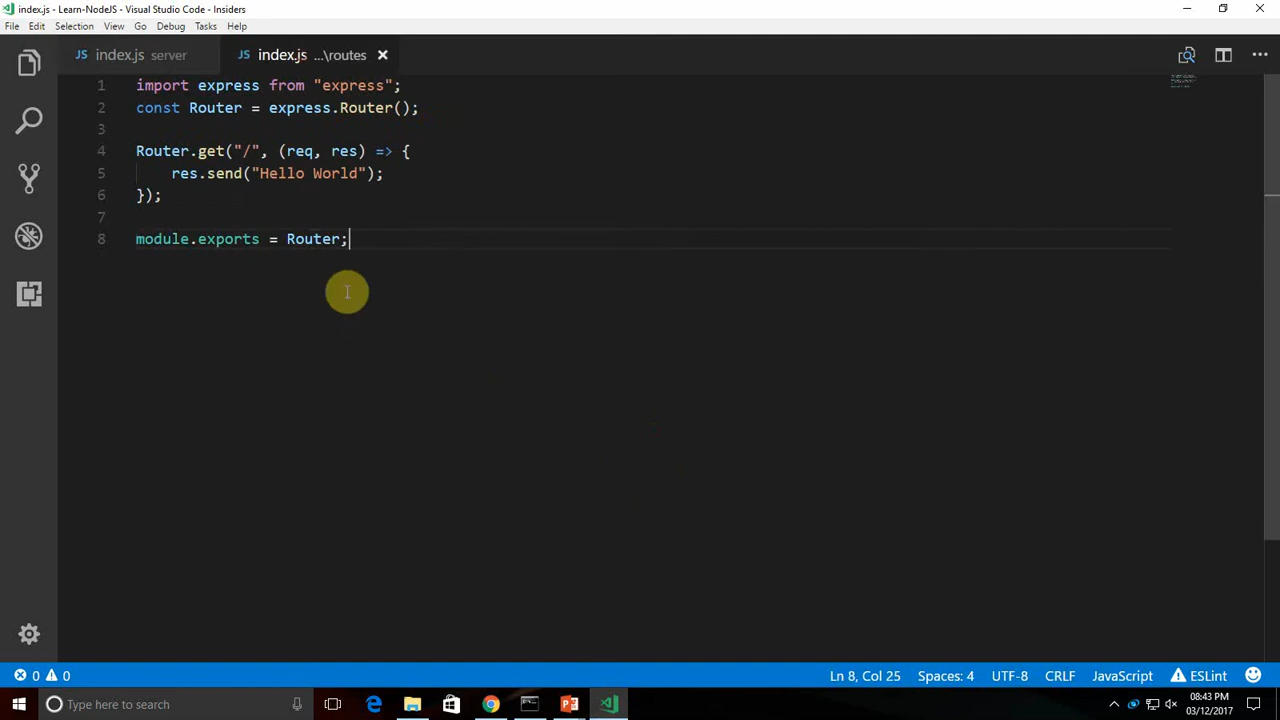 index.js - Learn-NodeJS - Visual Studio Code - Insiders
File Edit Selection View Go Debug Tasks Help
JS index.js server JS index.js ...\routes
1 import express from "express";
2 const Router = express.Router();
3
4 Router.get("/", (req, res) => {
5 res.send("Hello World");
6 });
7
8 module.exports = Router;
0 0 Ln 8, Col 25 Spaces: 4 UTF-8 CRLF JavaScript ESLint
Type here to search 08:43 PM
03/12/2017